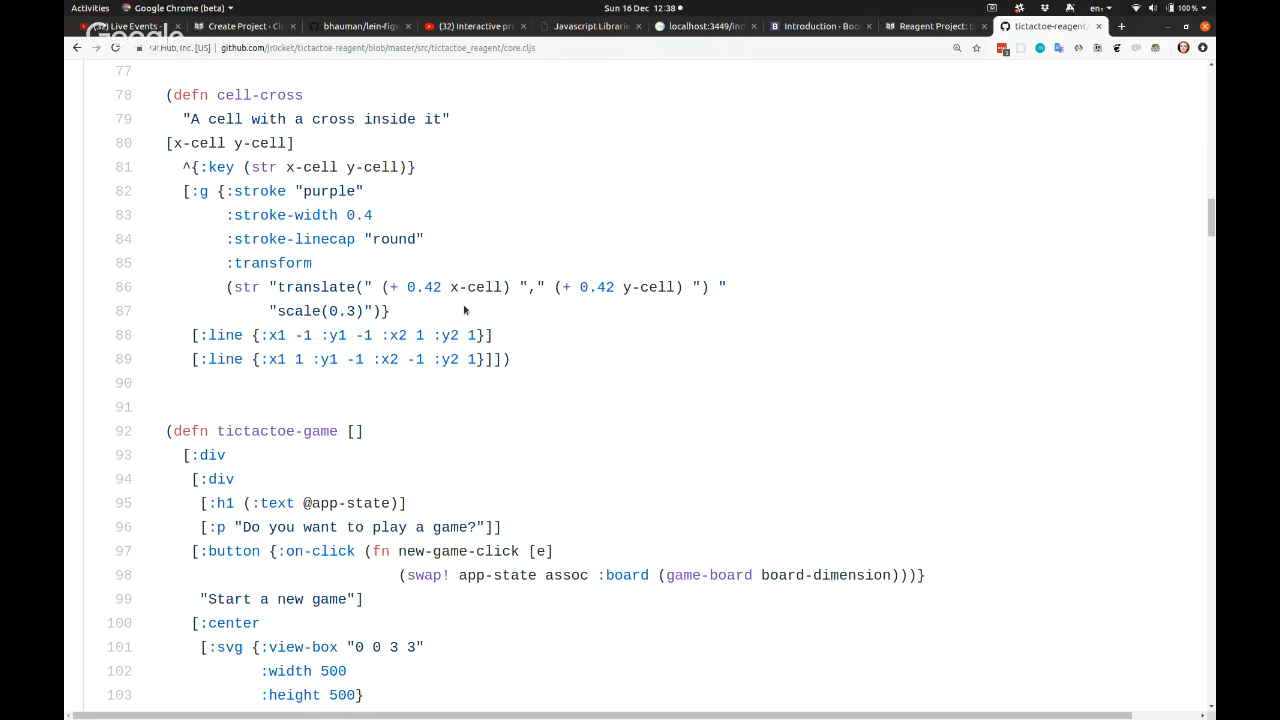 Activities Google Chrome (beta) Sun 16 Dec 12:38 en 100 %
Live Events - Create Project - Clo bhauman/lein-fig (32) Interactive pr Javascript Librarie localhost:3449/in Introduction · Boo Reagent Project: t tictactoe-reagent/
Google
Hub, Inc. [US] github.com/jr0cket/tictactoe-reagent/blob/master/src/tictactoe_reagent/core.cljs
77
78 (defn cell-cross
79 "A cell with a cross inside it"
80 [x-cell y-cell]
81 ^{:key (str x-cell y-cell)}
82 [:g {:stroke "purple"
83 :stroke-width 0.4
84 :stroke-linecap "round"
85 :transform
86 (str "translate(" (+ 0.42 x-cell) "," (+ 0.42 y-cell) ") "
87 "scale(0.3)")}
88 [:line {:x1 -1 :y1 -1 :x2 1 :y2 1}]
89 [:line {:x1 1 :y1 -1 :x2 -1 :y2 1}]])
90
91
92 (defn tictactoe-game []
93 [:div
94 [:div
95 [:h1 (:text @app-state)]
96 [:p "Do you want to play a game?"]]
97 [:button {:on-click (fn new-game-click [e]
98 (swap! app-state assoc :board (game-board board-dimension)))}
99 "Start a new game"]
100 [:center
101 [:svg {:view-box "0 0 3 3"
102 :width 500
103 :height 500}